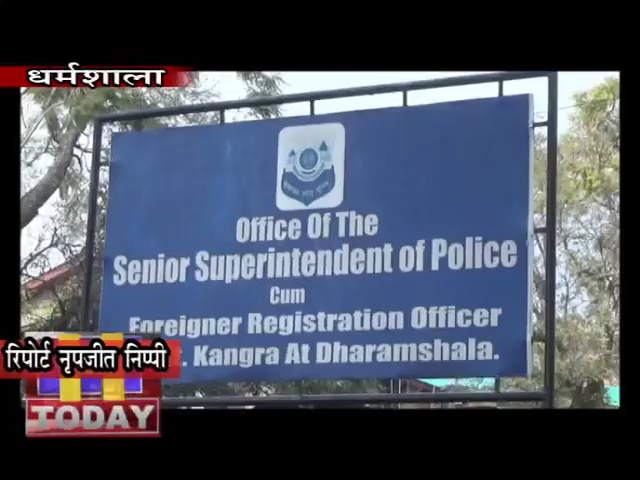 धर्मशाला
Office Of The
Senior Superintendent of Police
Cum
Foreigner Registration Officer
. Kangra At Dharamshala.
रिपोर्ट नृपजीत निप्पी
TODAY